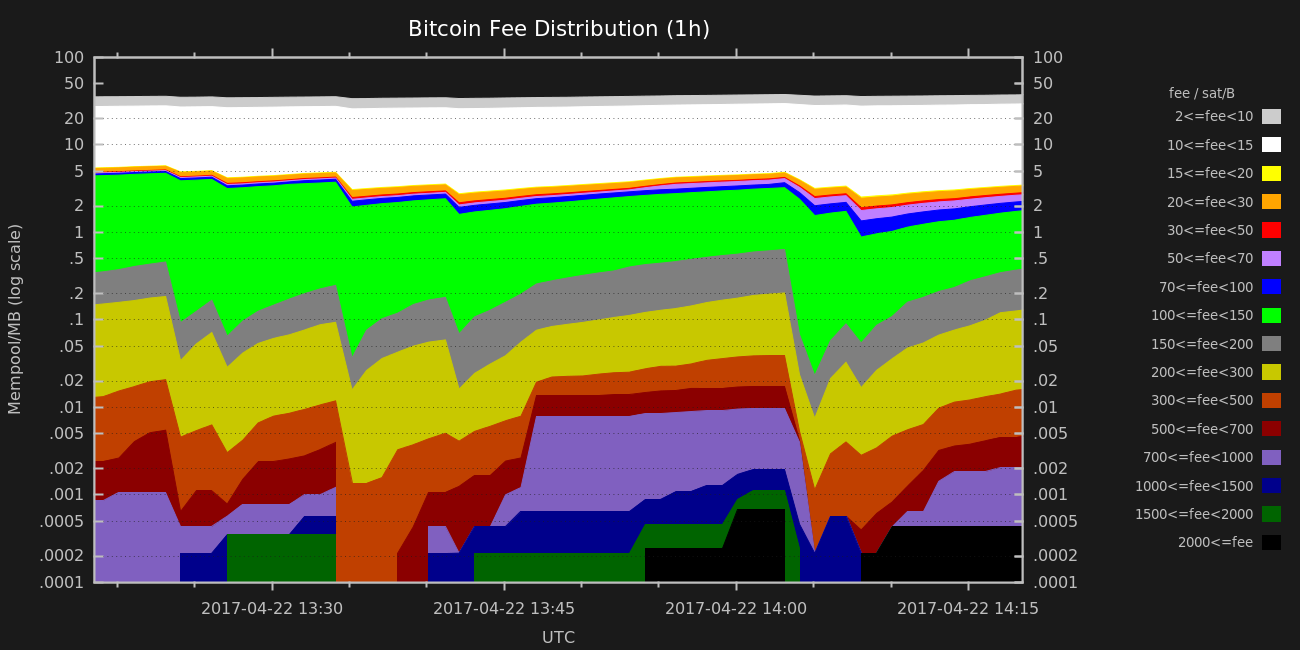 Bitcoin Fee Distribution (1h)
100
50
20
10
5
2
1
.5
.2
.1
.05
.02
.01
.005
.002
.001
.0005
.0002
.0001
Mempool/MB (log scale)
100
50
20
10
5
2
1
.5
.2
.1
.05
.02
.01
.005
.002
.001
.0005
.0002
.0001
2017-04-22 13:30
2017-04-22 13:45
2017-04-22 14:00
2017-04-22 14:15
UTC
fee / sat/B
2<=fee<10
10<=fee<15
15<=fee<20
20<=fee<30
30<=fee<50
50<=fee<70
70<=fee<100
100<=fee<150
150<=fee<200
200<=fee<300
300<=fee<500
500<=fee<700
700<=fee<1000
1000<=fee<1500
1500<=fee<2000
2000<=fee